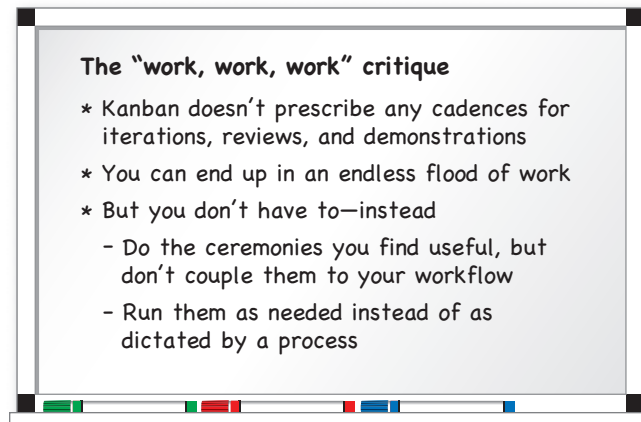 The “work, work, work” critique
* Kanban doesn’t prescribe any cadences for
iterations, reviews, and demonstrations
* You can end up in an endless flood of work
* But you don’t have to—instead
– Do the ceremonies you find useful, but
don’t couple them to your workflow
– Run them as needed instead of as
dictated by a process